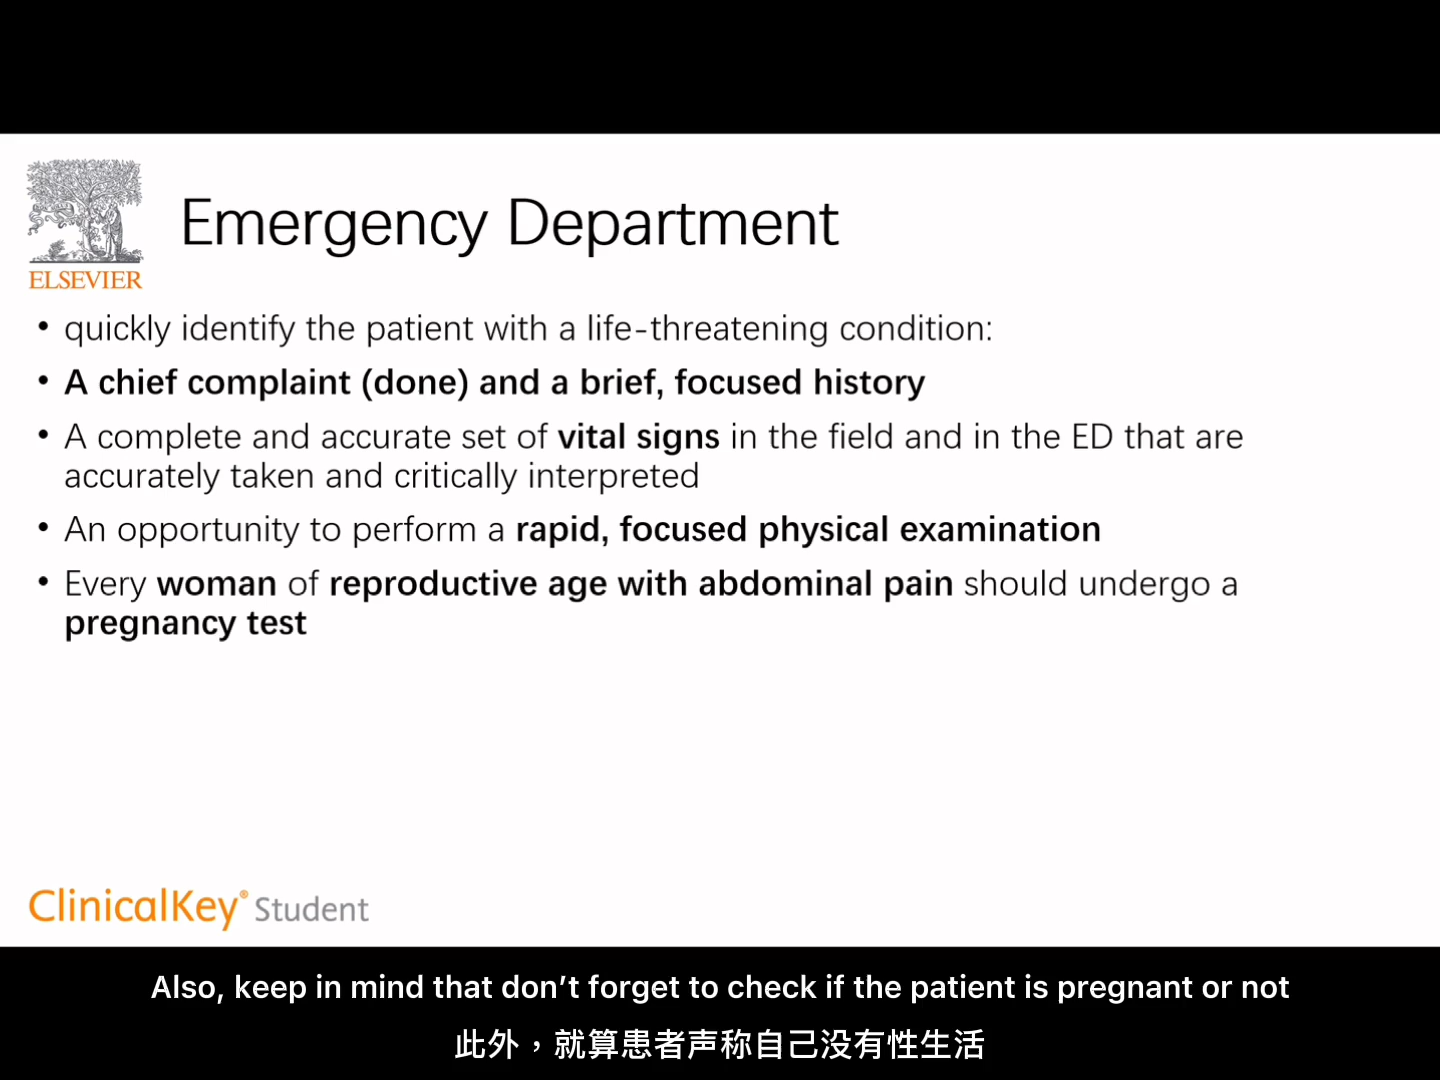 Emergency Department
ELSEVIER
• quickly identify the patient with a life-threatening condition:
• A chief complaint (done) and a brief, focused history
• A complete and accurate set of vital signs in the field and in the ED that are
accurately taken and critically interpreted
• An opportunity to perform a rapid, focused physical examination
• Every woman of reproductive age with abdominal pain should undergo a
pregnancy test
ClinicalKey® Student
Also, keep in mind that don’t forget to check if the patient is pregnant or not
此外，就算患者声称自己没有性生活